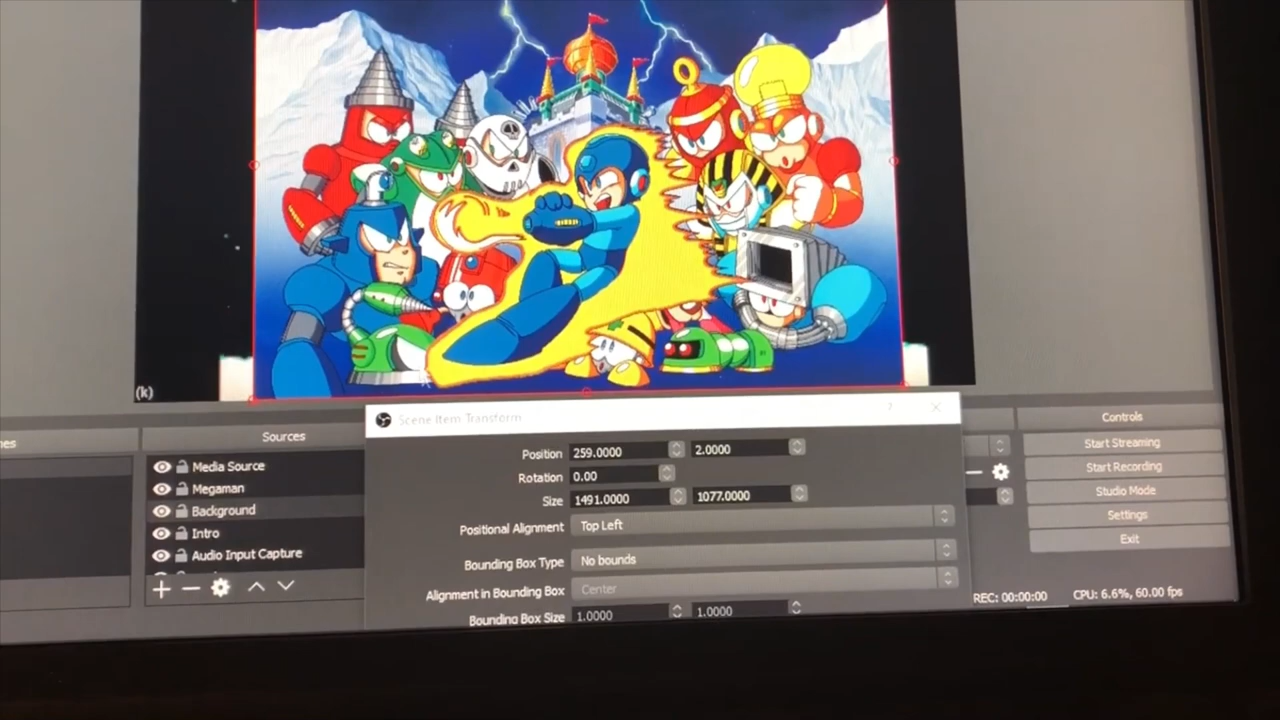 (k)
Scene Item Transform
?
Controls
Sources
Position 259.0000 2.0000
Start Streaming
Media Source
Rotation 0.00
Start Recording
Megaman
Size 1491.0000 1077.0000
Studio Mode
Background
Positional Alignment Top Left
Settings
Intro
Bounding Box Type No bounds
Exit
Audio Input Capture
Alignment in Bounding Box Center
REC: 00:00:00 CPU: 6.6%, 60.00 fps
Bounding Box Size 1.0000 1.0000